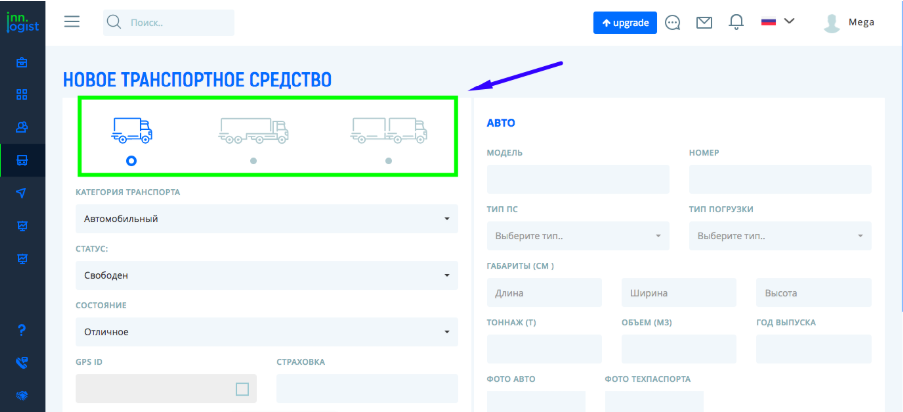 inn.
logist
Поиск..
upgrade
Mega
НОВОЕ ТРАНСПОРТНОЕ СРЕДСТВО
КАТЕГОРИЯ ТРАНСПОРТА
Автомобильный
СТАТУС:
Свободен
СОСТОЯНИЕ
Отличное
GPS ID СТРАХОВКА
АВТО
МОДЕЛЬ НОМЕР
ТИП ПС ТИП ПОГРУЗКИ
Выберите тип.. Выберите тип..
ГАБАРИТЫ (СМ )
Длина Ширина Высота
ТОННАЖ (Т) ОБЪЕМ (М3) ГОД ВЫПУСКА
ФОТО АВТО ФОТО ТЕХПАСПОРТА